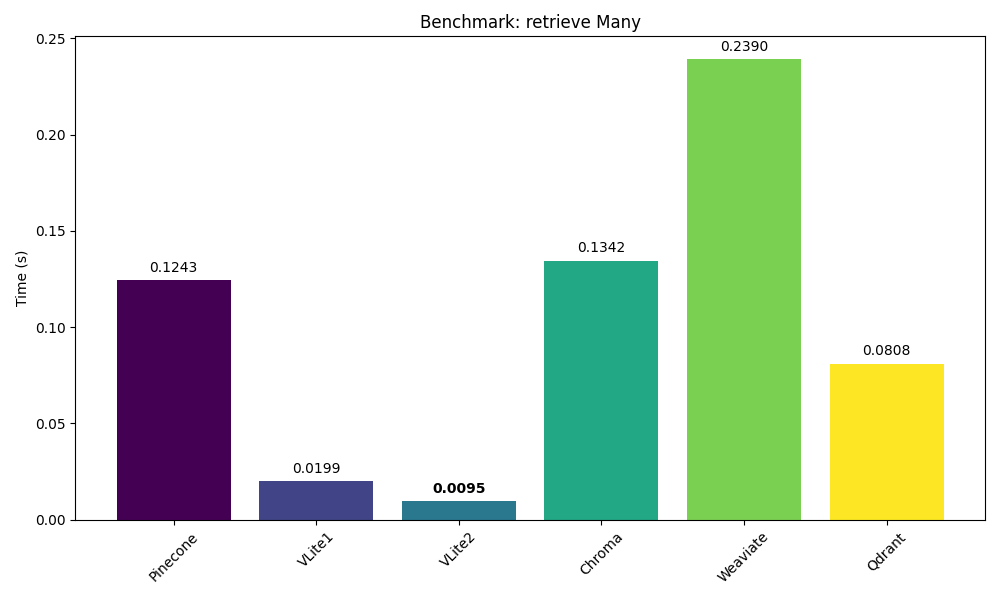 Benchmark: retrieve Many
0.25
0.20
0.15
0.10
0.05
0.00
Time (s)
0.1243
0.0199
0.0095
0.1342
0.2390
0.0808
Pinecone
VLite1
VLite2
Chroma
Weaviate
Qdrant